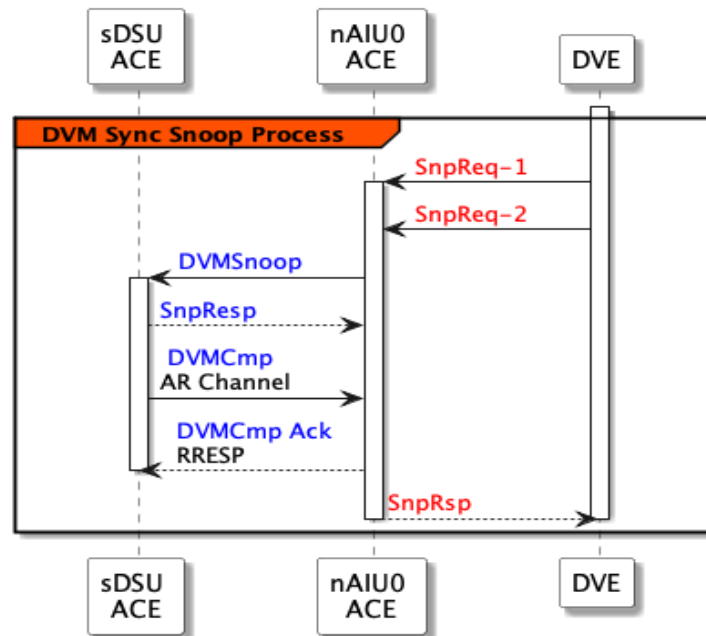 sDSU
ACE
nAIU0
ACE
DVE
DVM Sync Snoop Process
SnpReq-1
SnpReq-2
DVMSnoop
SnpResp
DVMCmp
AR Channel
DVMCmp Ack
RRESP
SnpRsp
sDSU
ACE
nAIU0
ACE
DVE